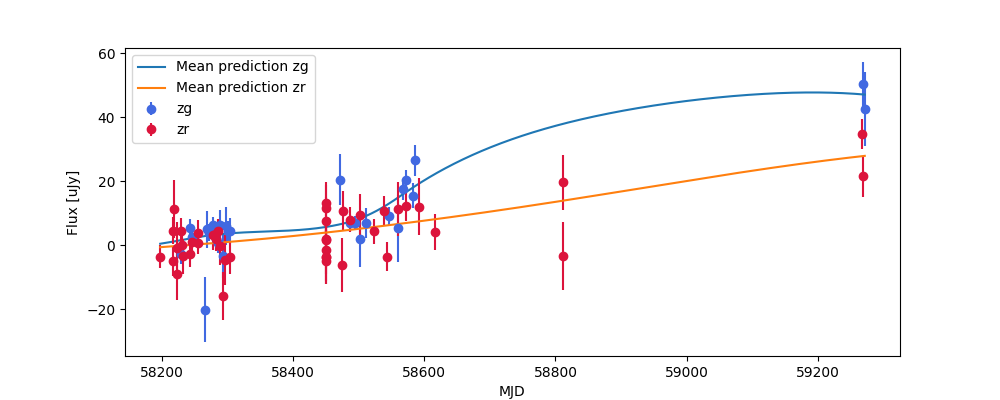 60
40
20
0
−20
Flux [uJy]
Mean prediction zg
Mean prediction zr
zg
zr
58200
58400
58600
58800
59000
59200
MJD